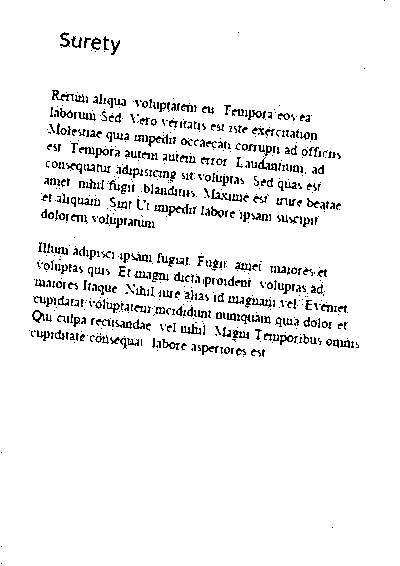 Surety
Rerum aliqua voluptatem eu Tempora eos ea
laborum Sed Vero veritatis est iste exercitation
Molestiae quia impedit occaecati corrupti ad officiis
est Tempora autem autem error Laudantium, ad
consequatur adipisicing sit voluptas Sed quas est
amet nihil fugit blanditiis Maxime est irure beatae
et aliquam Sint Ut impedit labore ipsam suscipit
dolorem voluptatum
Illum adipisci ipsam fugiat Fugit amet maiores et
voluptas quis Et magni dicta proident voluptas ad
maiores Itaque Nihil iure alias id magnam vel Eveniet
cupidatat voluptatem incididunt numquam quia dolor et
Qui culpa recusandae vel nihil Magni Temporibus omnis
cupiditate consequat labore asperiores est